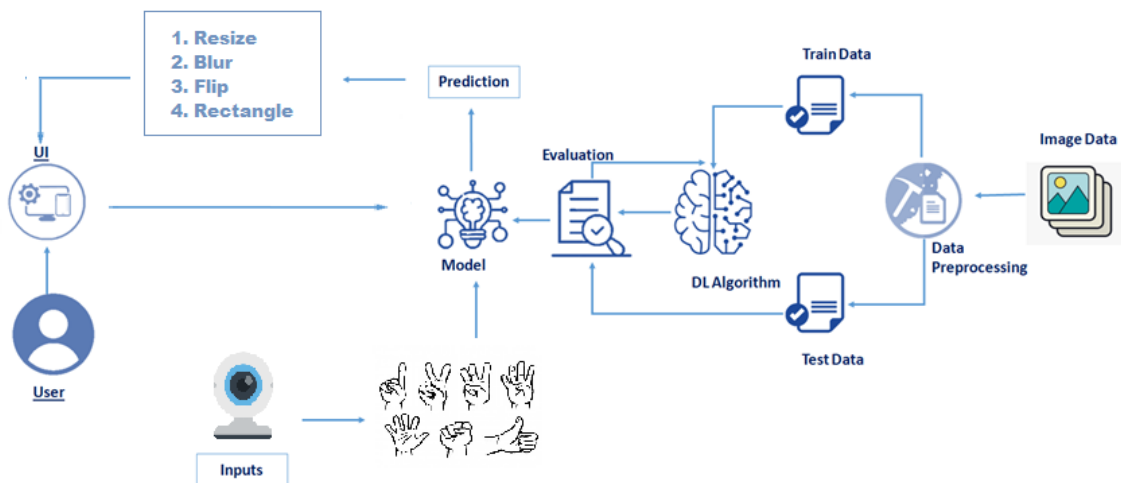 1. Resize
2. Blur
3. Flip
4. Rectangle
Prediction
Train Data
Image Data
UI
Evaluation
Model
DL Algorithm
Data
Preprocessing
Test Data
User
Inputs